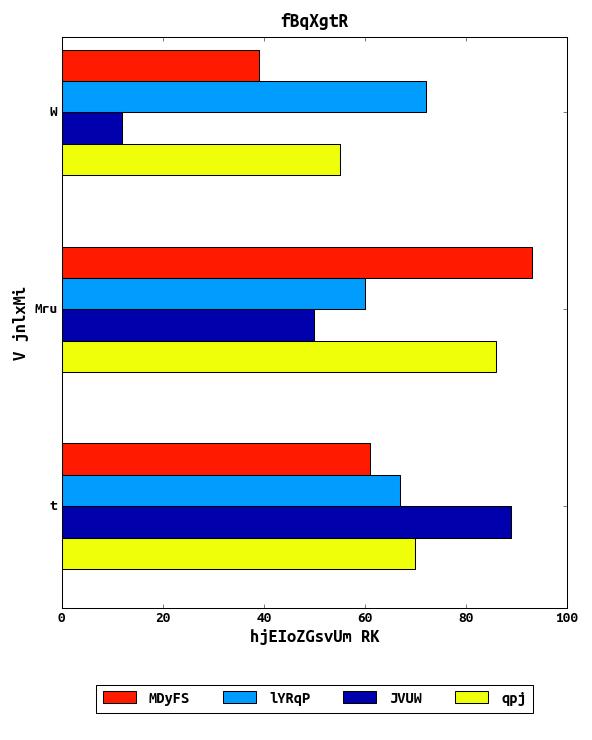 fBqXgtR
W
Mru
t
V jnlxMi
0 20 40 60 80 100
hjEIoZGsvUm RK
MDyFS lYRqP JVUW qpj